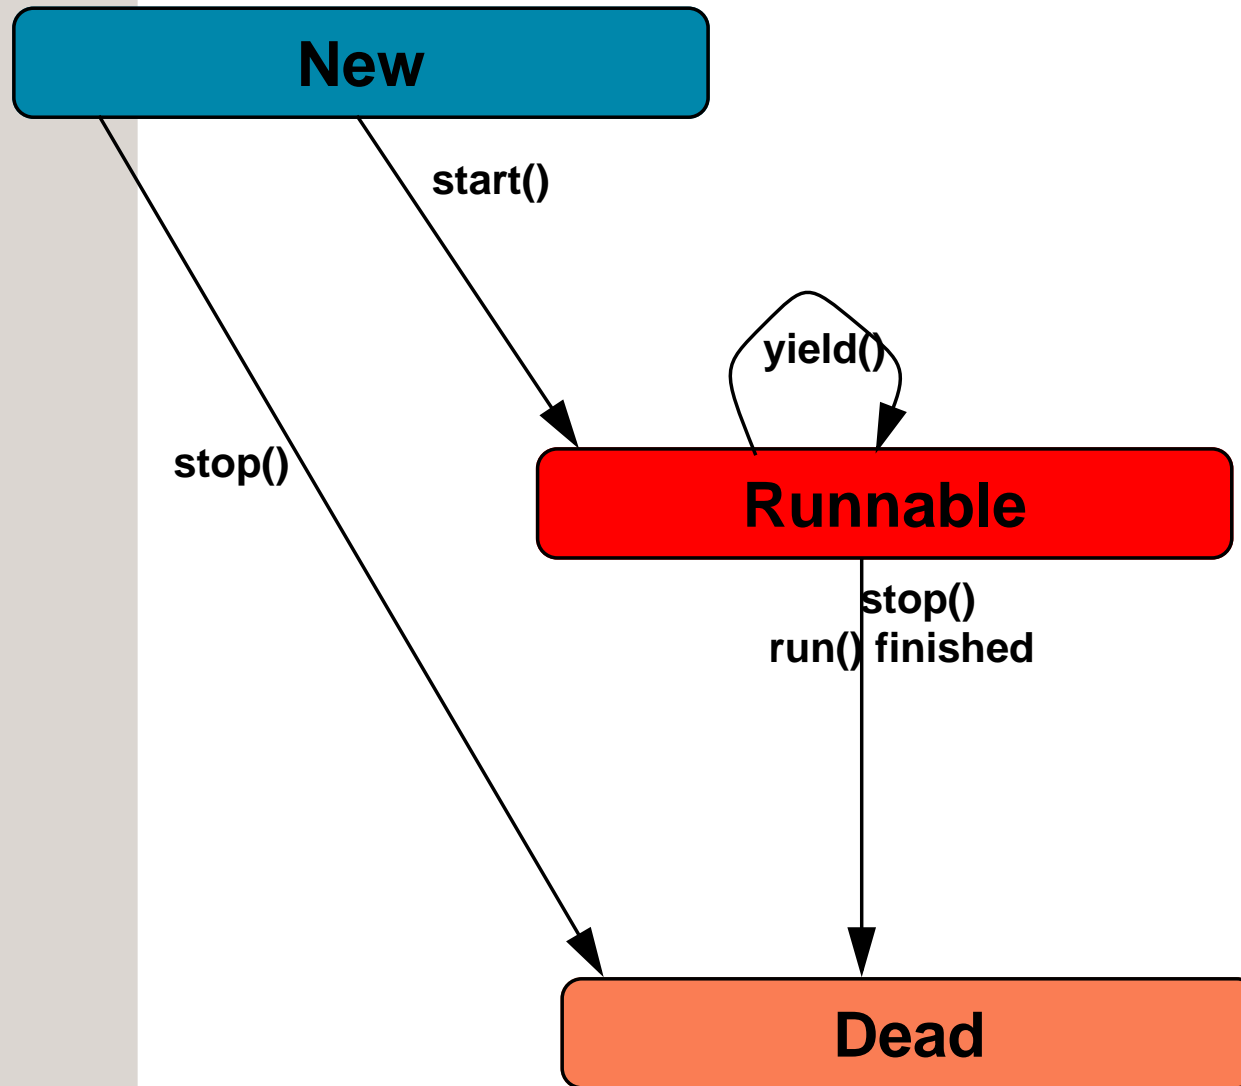 New
start()
yield()
stop()
Runnable
stop()
run() finished
Dead